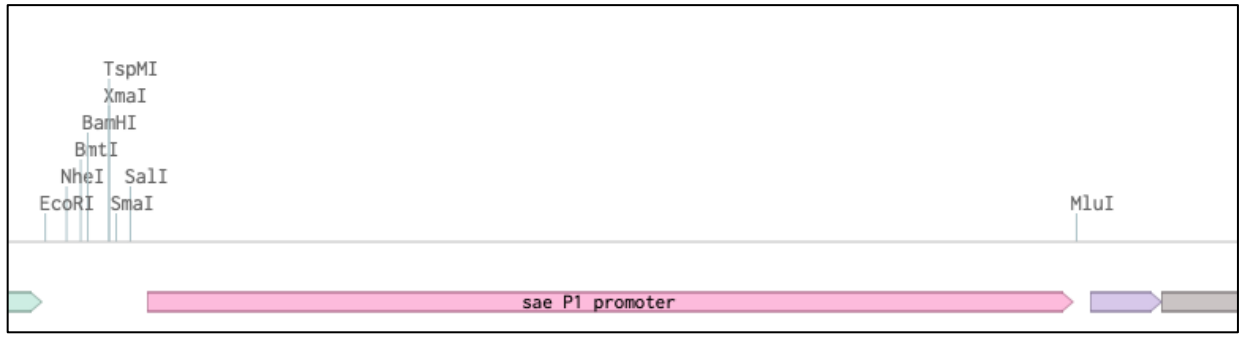 TspMI
XmaI
BamHI
BmtI
NheI SalI
EcoRI SmaI MluI
sae P1 promoter